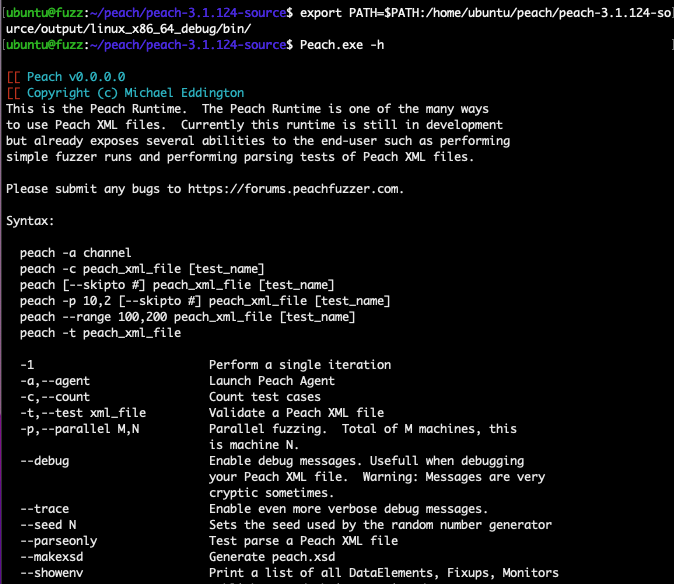 [ubuntu@fuzz:~/peach/peach-3.1.124-source$ export PATH=$PATH:/home/ubuntu/peach/peach-3.1.124-so]
urce/output/linux_x86_64_debug/bin/
[ubuntu@fuzz:~/peach/peach-3.1.124-source$ Peach.exe -h ]
[[ Peach v0.0.0.0
[[ Copyright (c) Michael Eddington
This is the Peach Runtime.  The Peach Runtime is one of the many ways
to use Peach XML files.  Currently this runtime is still in development
but already exposes several abilities to the end-user such as performing
simple fuzzer runs and performing parsing tests of Peach XML files.
Please submit any bugs to https://forums.peachfuzzer.com.
Syntax:
peach -a channel
peach -c peach_xml_file [test_name]
peach [--skipto #] peach_xml_flie [test_name]
peach -p 10,2 [--skipto #] peach_xml_file [test_name]
peach --range 100,200 peach_xml_file [test_name]
peach -t peach_xml_file
-1 Perform a single iteration
-a,--agent Launch Peach Agent
-c,--count Count test cases
-t,--test xml_file Validate a Peach XML file
-p,--parallel M,N Parallel fuzzing.  Total of M machines, this
is machine N.
--debug Enable debug messages. Usefull when debugging
your Peach XML file.  Warning: Messages are very
cryptic sometimes.
--trace Enable even more verbose debug messages.
--seed N Sets the seed used by the random number generator
--parseonly Test parse a Peach XML file
--makexsd Generate peach.xsd
--showenv Print a list of all DataElements, Fixups, Monitors